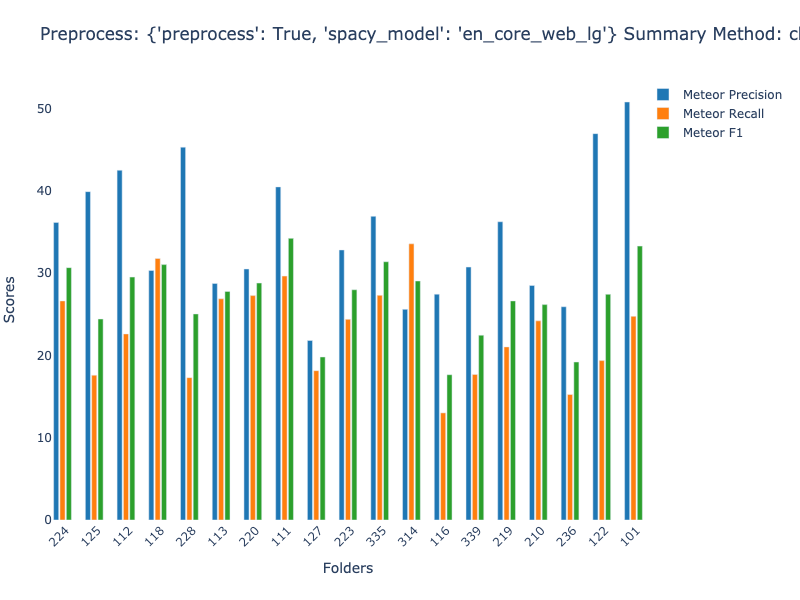 Preprocess: {'preprocess': True, 'spacy_model': 'en_core_web_lg'} Summary Method:
Meteor Precision
Meteor Recall
Meteor F1
50
40
30
20
10
0
Scores
224 125 112 118 228 113 220 111 127 223 335 314 116 339 219 210 236 122 101
Folders